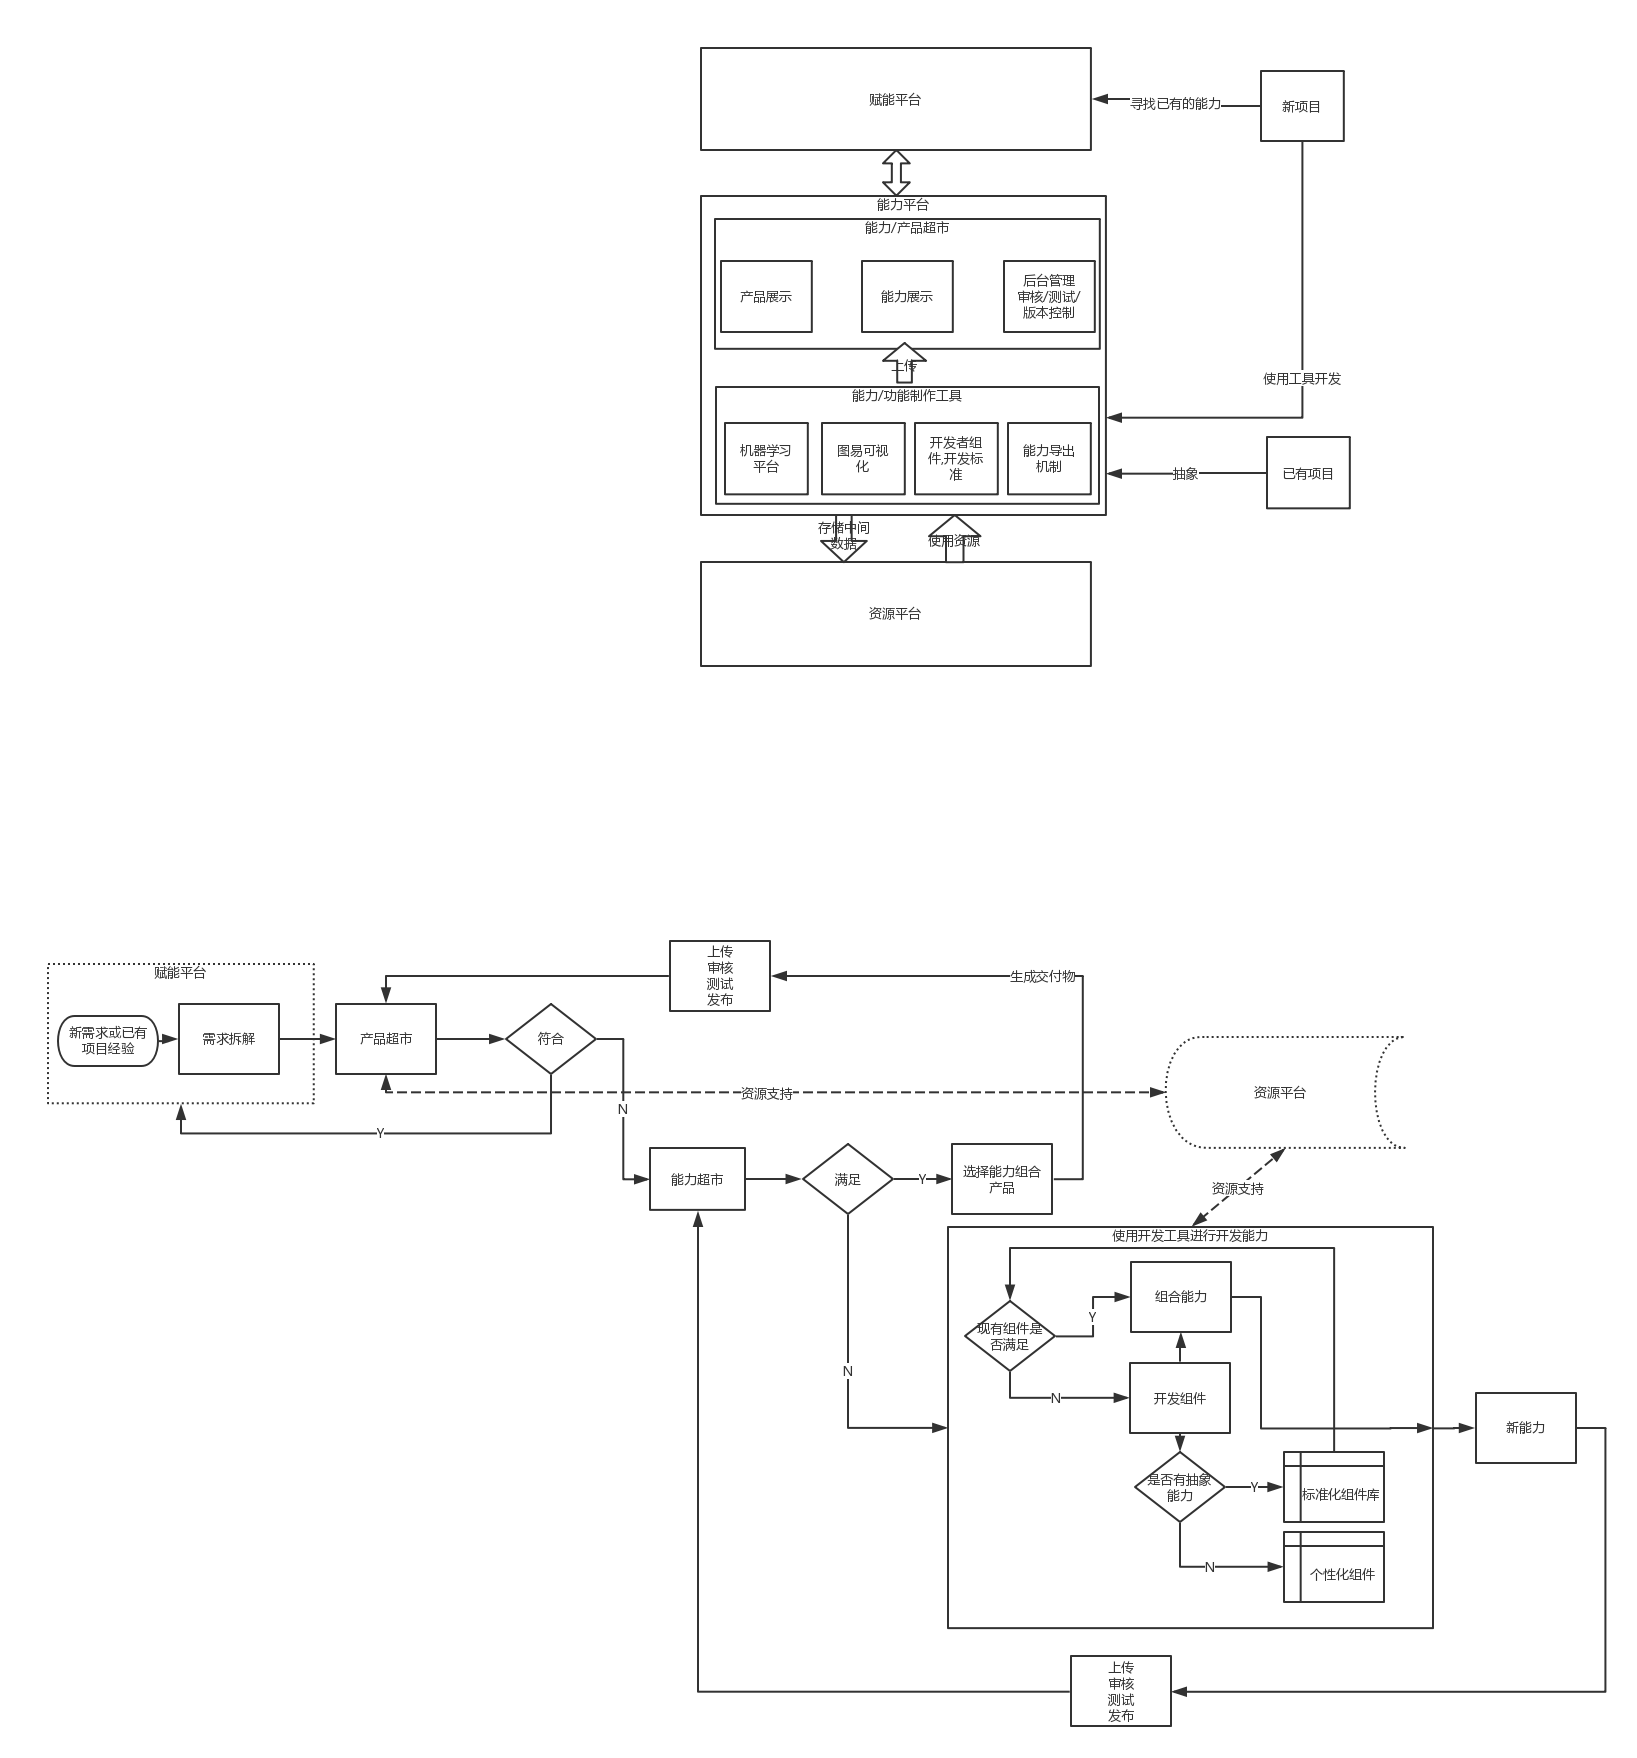 赋能平台
寻找已有的能力
新项目
能力平台
能力/产品超市
产品展示
能力展示
后台管理
审核/测试/
版本控制
上传
使用工具开发
能力/功能制作工具
机器学习
平台
图易可视
化
开发者组
件,开发标
准
能力导出
机制
抽象
已有项目
存储中间
数据
使用资源
资源平台
上传
审核
测试
发布
生成交付物
赋能平台
新需求或已有
项目经验
需求拆解
产品超市
符合
资源支持
资源平台
N
Y
能力超市
满足
Y
选择能力组合
产品
资源支持
使用开发工具进行开发能力
组合能力
现有组件是
否满足
Y
N
N
开发组件
新能力
是否有抽象
能力
Y
标准化组件库
N
个性化组件
上传
审核
测试
发布